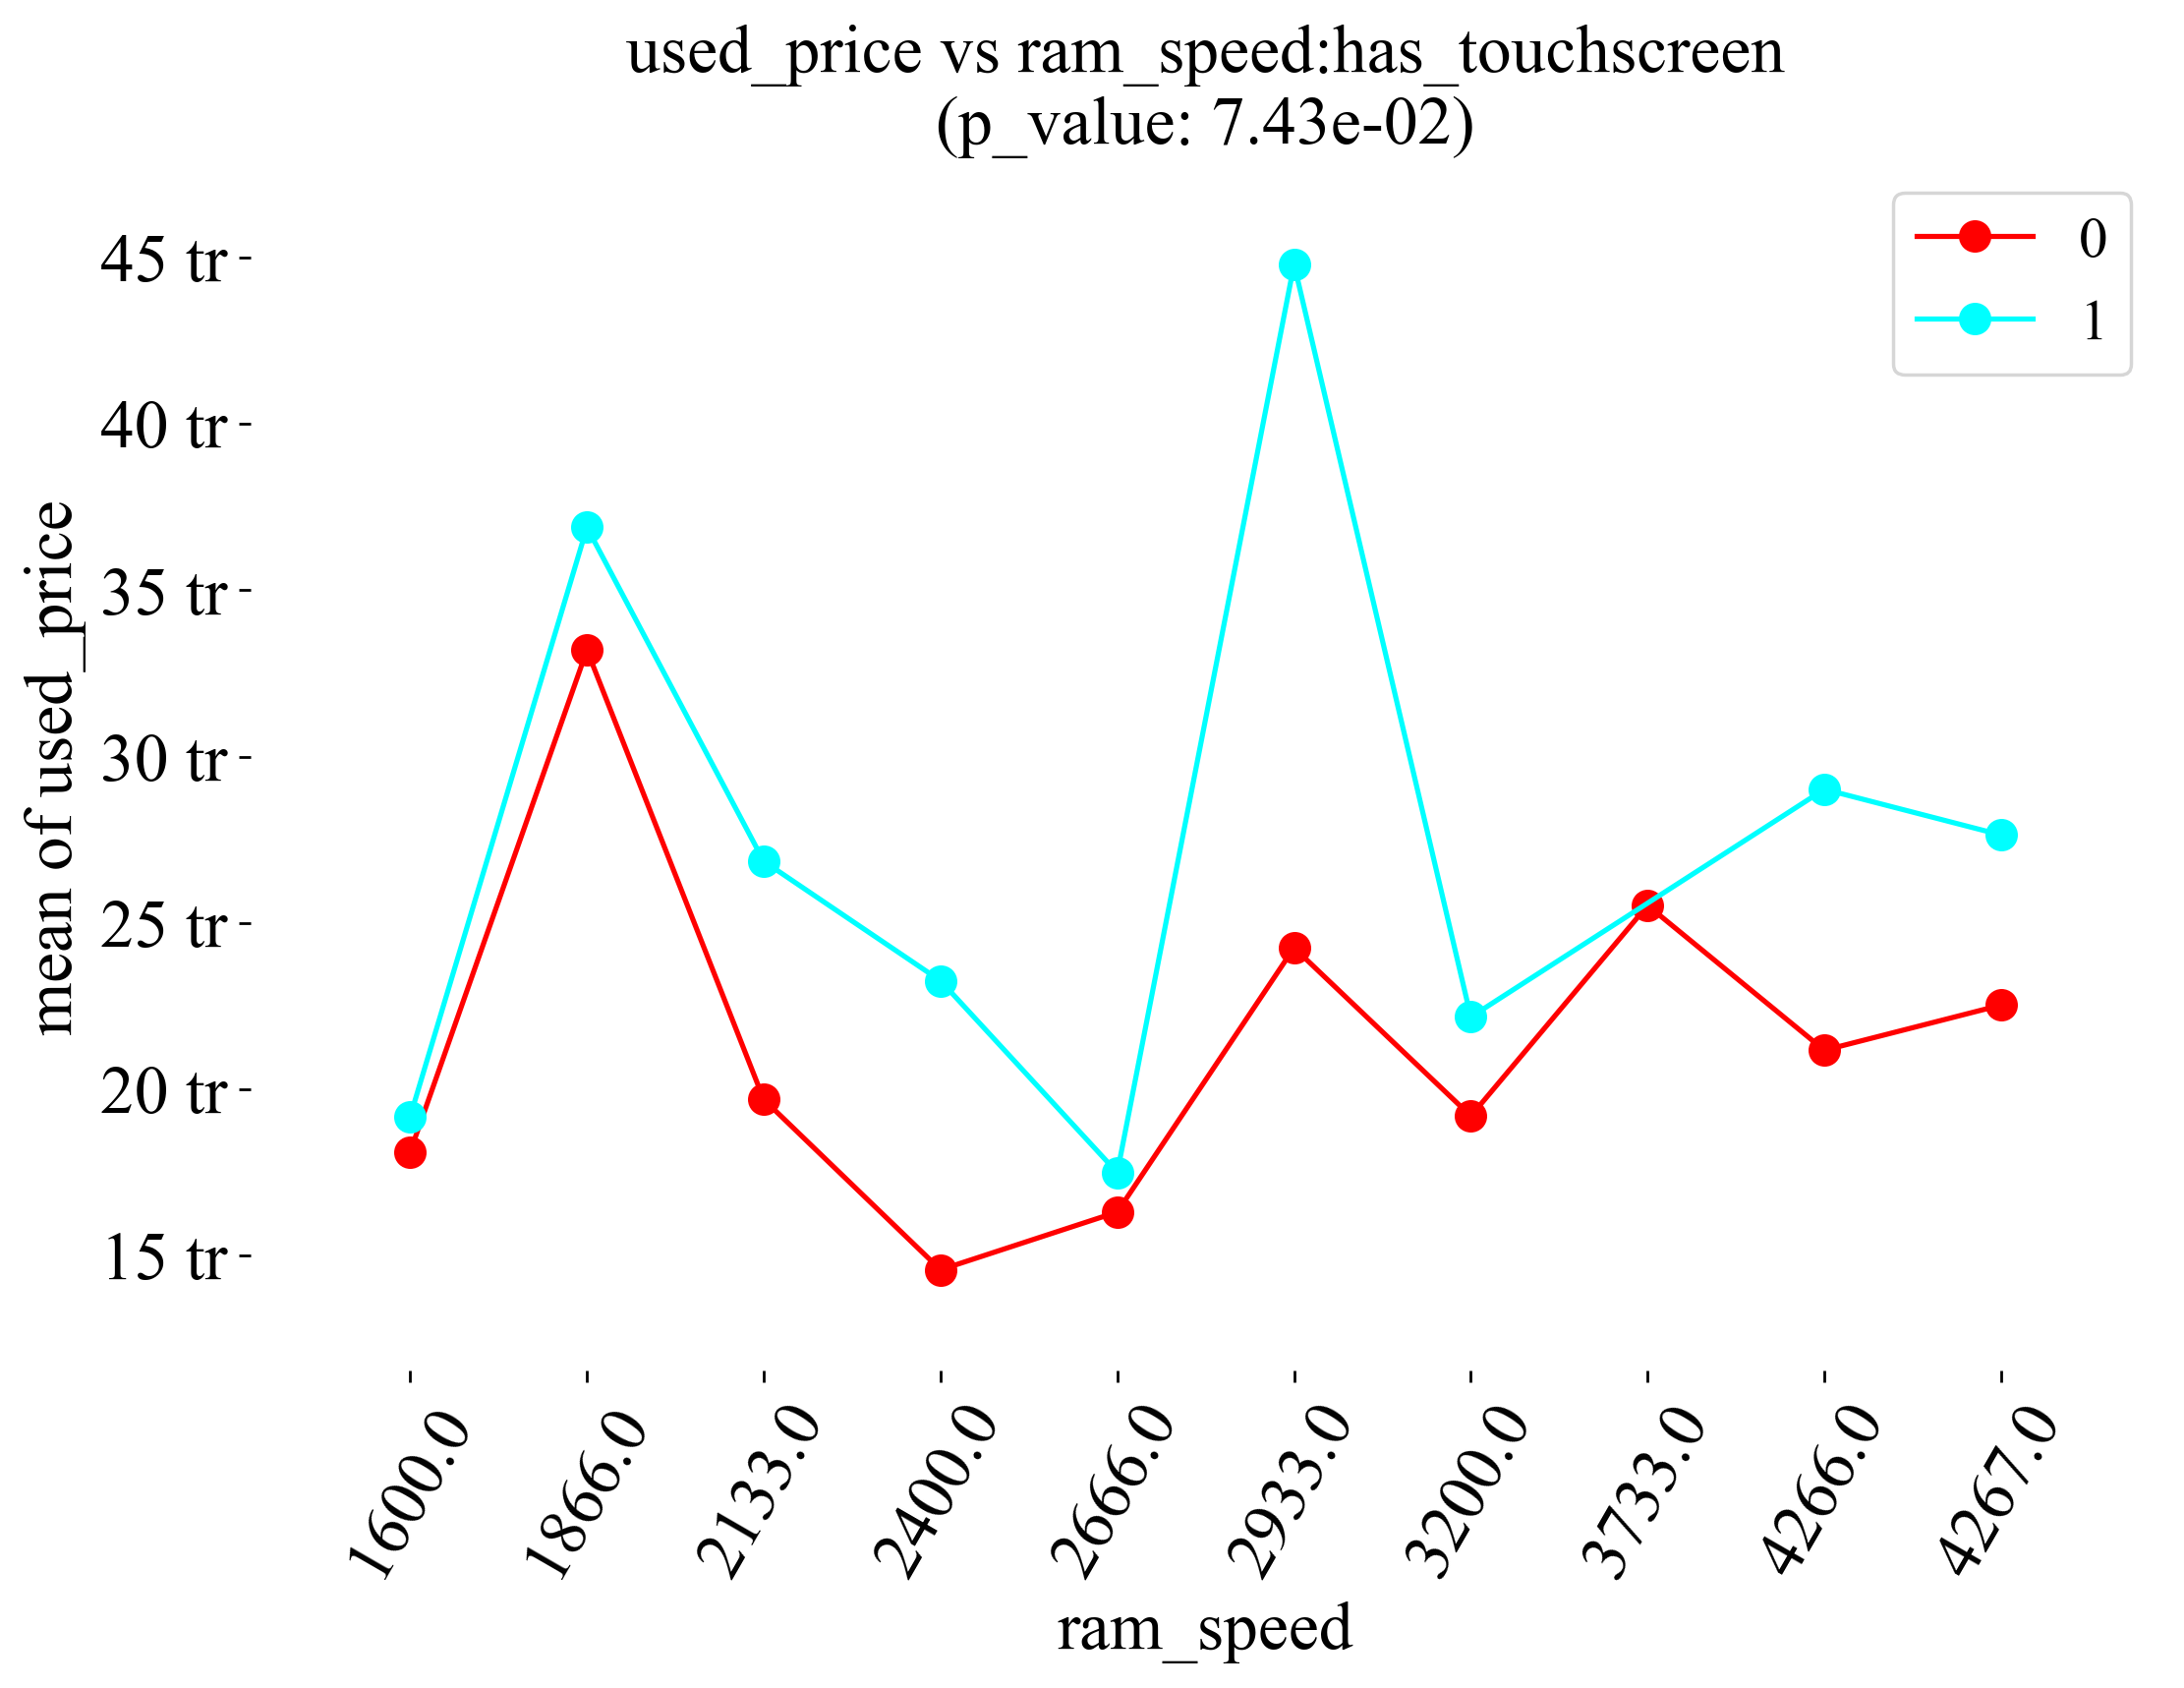 used_price vs ram_speed:has_touchscreen
(p_value: 7.43e-02)
0
1
mean of used_price
45 tr
40 tr
35 tr
30 tr
25 tr
20 tr
15 tr
1600.0
1866.0
2133.0
2400.0
2666.0
2933.0
3200.0
3733.0
4266.0
4267.0
ram_speed